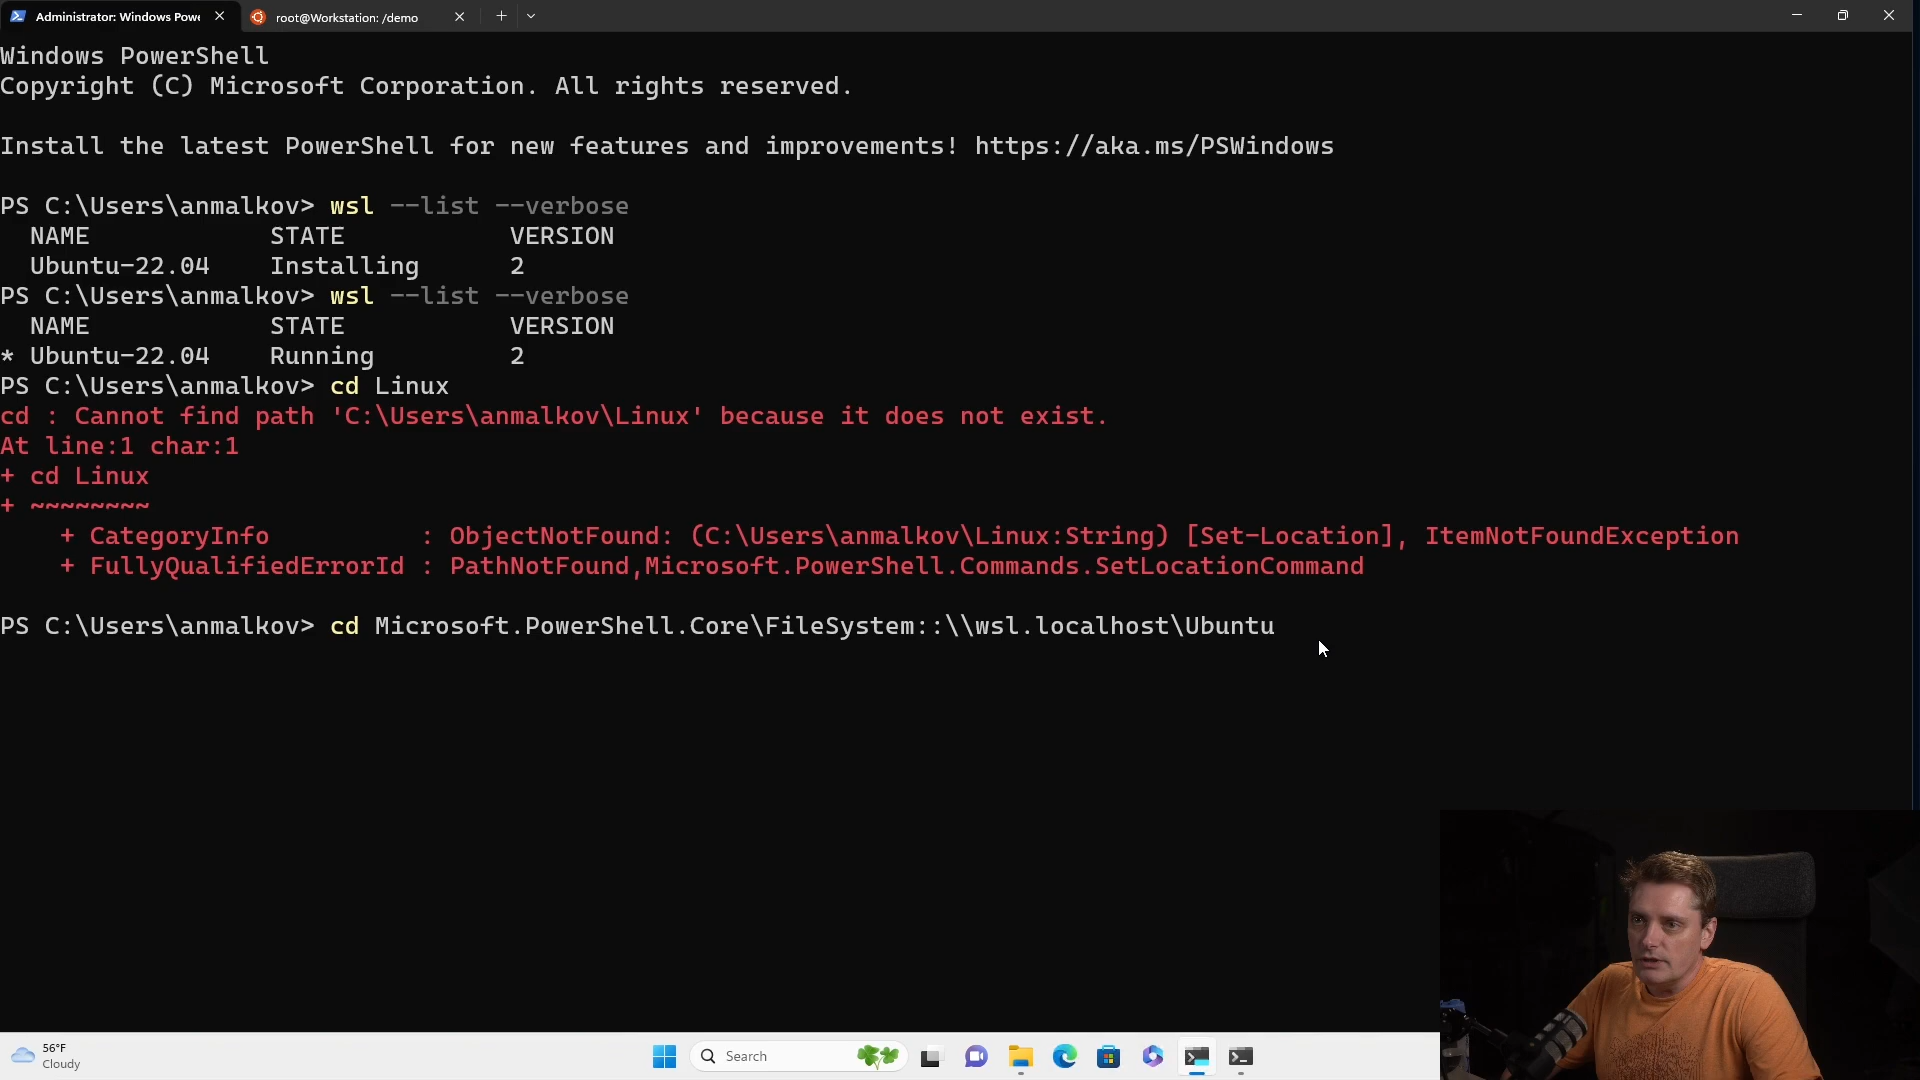 Administrator: Windows Powe
root@Workstation: /demo
Windows PowerShell
Copyright (C) Microsoft Corporation. All rights reserved.
Install the latest PowerShell for new features and improvements! https://aka.ms/PSWindows
PS C:\Users\anmalkov> wsl --list --verbose
NAME STATE VERSION
Ubuntu-22.04 Installing 2
PS C:\Users\anmalkov> wsl --list --verbose
NAME STATE VERSION
* Ubuntu-22.04 Running 2
PS C:\Users\anmalkov> cd Linux
cd : Cannot find path 'C:\Users\anmalkov\Linux' because it does not exist.
At line:1 char:1
+ cd Linux
+ ~~~~~~~~
+ CategoryInfo : ObjectNotFound: (C:\Users\anmalkov\Linux:String) [Set-Location], ItemNotFoundException
+ FullyQualifiedErrorId : PathNotFound,Microsoft.PowerShell.Commands.SetLocationCommand
PS C:\Users\anmalkov> cd Microsoft.PowerShell.Core\FileSystem::\\wsl.localhost\Ubuntu
56°F
Cloudy
Search